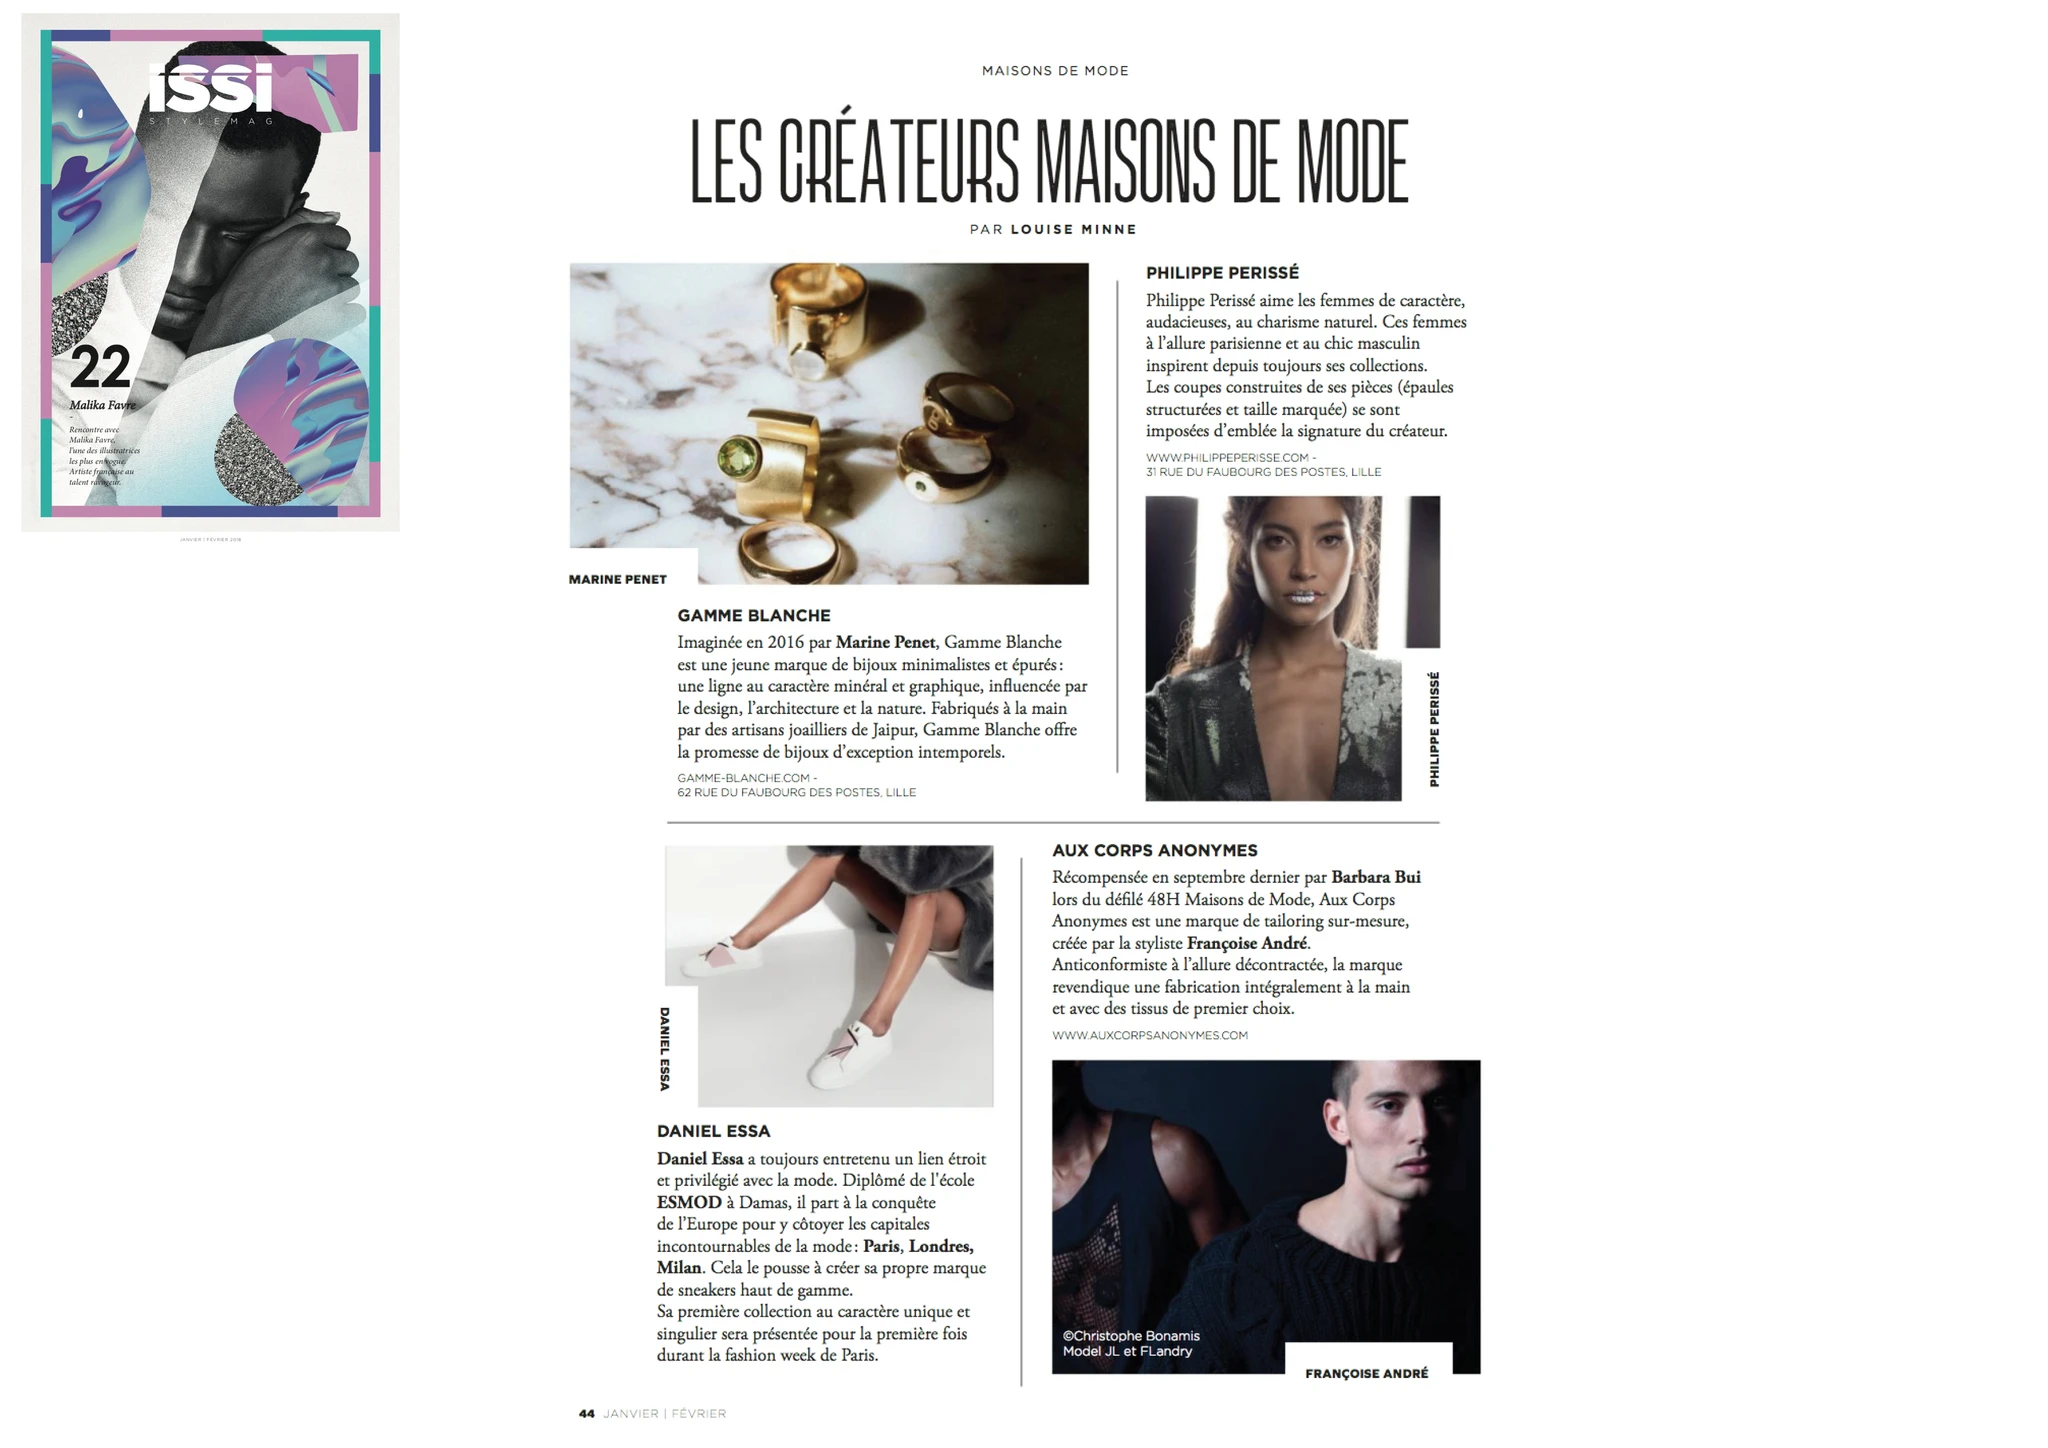 issi
STYLEMAG
22
Malika Favre
-
Rencontre avec
Malika Favre,
l'une des illustratrices
les plus en vogue.
Artiste française au
talent ravageur.
JANVIER | FÉVRIER 2018
MAISONS DE MODE
LES CRÉATEURS MAISONS DE MODE
PAR LOUISE MINNE
MARINE PENET
GAMME BLANCHE
Imaginée en 2016 par Marine Penet, Gamme Blanche
est une jeune marque de bijoux minimalistes et épurés :
une ligne au caractère minéral et graphique, influencée par
le design, l'architecture et la nature. Fabriqués à la main
par des artisans joailliers de Jaipur, Gamme Blanche offre
la promesse de bijoux d'exception intemporels.
GAMME-BLANCHE.COM -
62 RUE DU FAUBOURG DES POSTES, LILLE
PHILIPPE PERISSÉ
Philippe Perissé aime les femmes de caractère,
audacieuses, au charisme naturel. Ces femmes
à l'allure parisienne et au chic masculin
inspirent depuis toujours ses collections.
Les coupes construites de ses pièces (épaules
structurées et taille marquée) se sont
imposées d'emblée la signature du créateur.
WWW.PHILIPPEPERISSE.COM -
31 RUE DU FAUBOURG DES POSTES, LILLE
PHILIPPE PERISSÉ
DANIEL ESSA
DANIEL ESSA
Daniel Essa a toujours entretenu un lien étroit
et privilégié avec la mode. Diplômé de l'école
ESMOD à Damas, il part à la conquête
de l'Europe pour y côtoyer les capitales
incontournables de la mode : Paris, Londres,
Milan. Cela le pousse à créer sa propre marque
de sneakers haut de gamme.
Sa première collection au caractère unique et
singulier sera présentée pour la première fois
durant la fashion week de Paris.
AUX CORPS ANONYMES
Récompensée en septembre dernier par Barbara Bui
lors du défilé 48H Maisons de Mode, Aux Corps
Anonymes est une marque de tailoring sur-mesure,
créée par la styliste Françoise André.
Anticonformiste à l'allure décontractée, la marque
revendique une fabrication intégralement à la main
et avec des tissus de premier choix.
WWW.AUXCORPSANONYMES.COM
©Christophe Bonamis
Model JL et FLandry
FRANÇOISE ANDRÉ
44 JANVIER | FÉVRIER